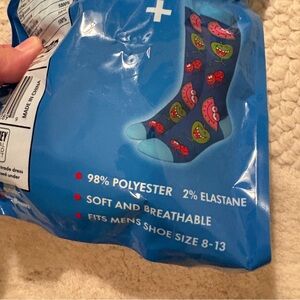 MADE IN CHINA
98% POLYESTER 2% ELASTANE
SOFT AND BREATHABLE
FITS MENS SHOE SIZE 8-13